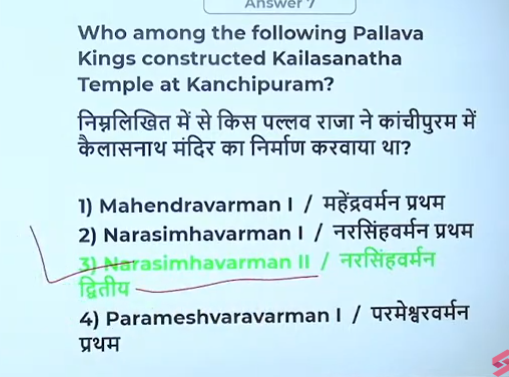 Answer 7
Who among the following Pallava
Kings constructed Kailasanatha
Temple at Kanchipuram?
निम्नलिखित में से किस पल्लव राजा ने कांचीपुरम में
कैलासनाथ मंदिर का निर्माण करवाया था?
1) Mahendravarman I / महेंद्रवर्मन प्रथम
2) Narasimhavarman I / नरसिंहवर्मन प्रथम
3) Narasimhavarman II / नरसिंहवर्मन
द्वितीय
4) Parameshvaravarman I / परमेश्वरवर्मन
प्रथम